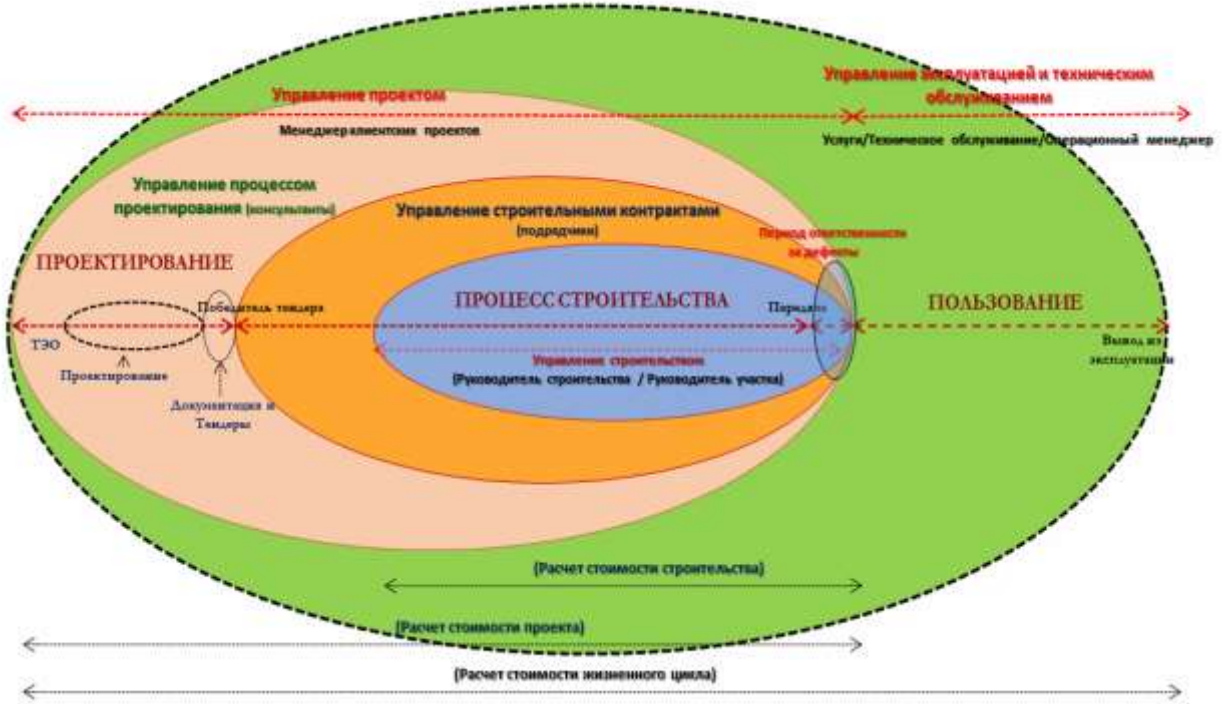 Управление эксплуатацией и техническим
обслуживанием
Управление проектом
Менеджер клиентских проектов
Услуги/Техническое обслуживание/Операционный менеджер
Управление процессом
проектирования (консультанты)
Управление строительными контрактами
(подрядчики)
Период ответственности
за дефекты
ПРОЕКТИРОВАНИЕ
Победитель тендера
ПРОЦЕСС СТРОИТЕЛЬСТВА
Передача
ПОЛЬЗОВАНИЕ
ТЭО
Вывод из
эксплуатации
Проектирование
Управление строительством
(Руководитель строительства / Руководитель участка)
Документация и
Тендеры
(Расчет стоимости строительства)
(Расчет стоимости проекта)
(Расчет стоимости жизненного цикла)